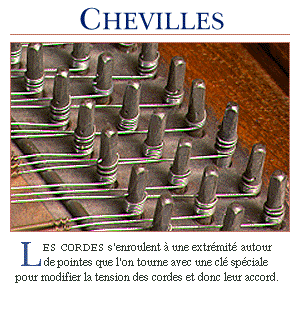 CHEVILLES
LES CORDES s'enroulent à une extrémité autour
de pointes que l'on tourne avec une clé spéciale
pour modifier la tension des cordes et donc leur accord.